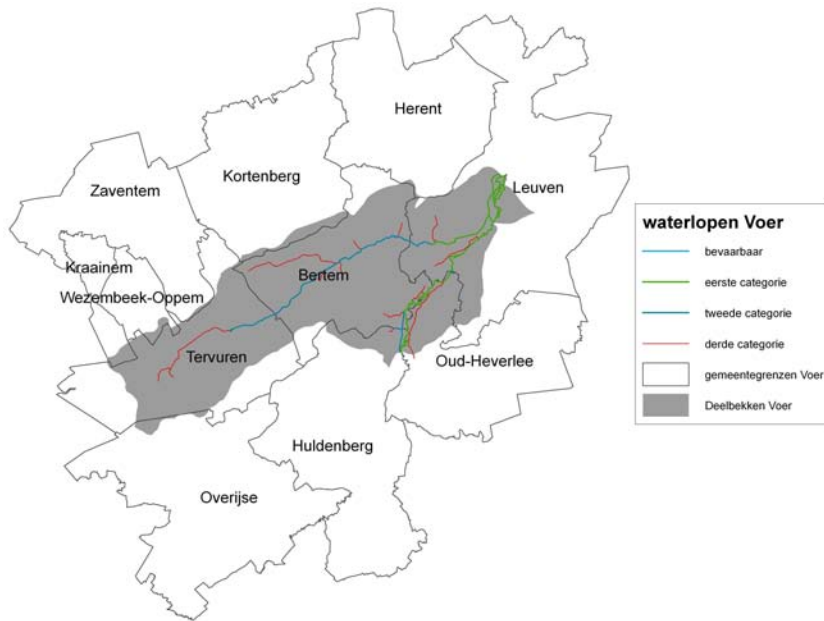 Herent
Kortenberg
Leuven
Zaventem
Kraainem
Wezembeek-Oppem
Bertem
Tervuren
Oud-Heverlee
Huldenberg
Overijse
waterlopen Voer
bevaarbaar
eerste categorie
tweede categorie
derde categorie
gemeentegrenzen Voer
Deelbekken Voer